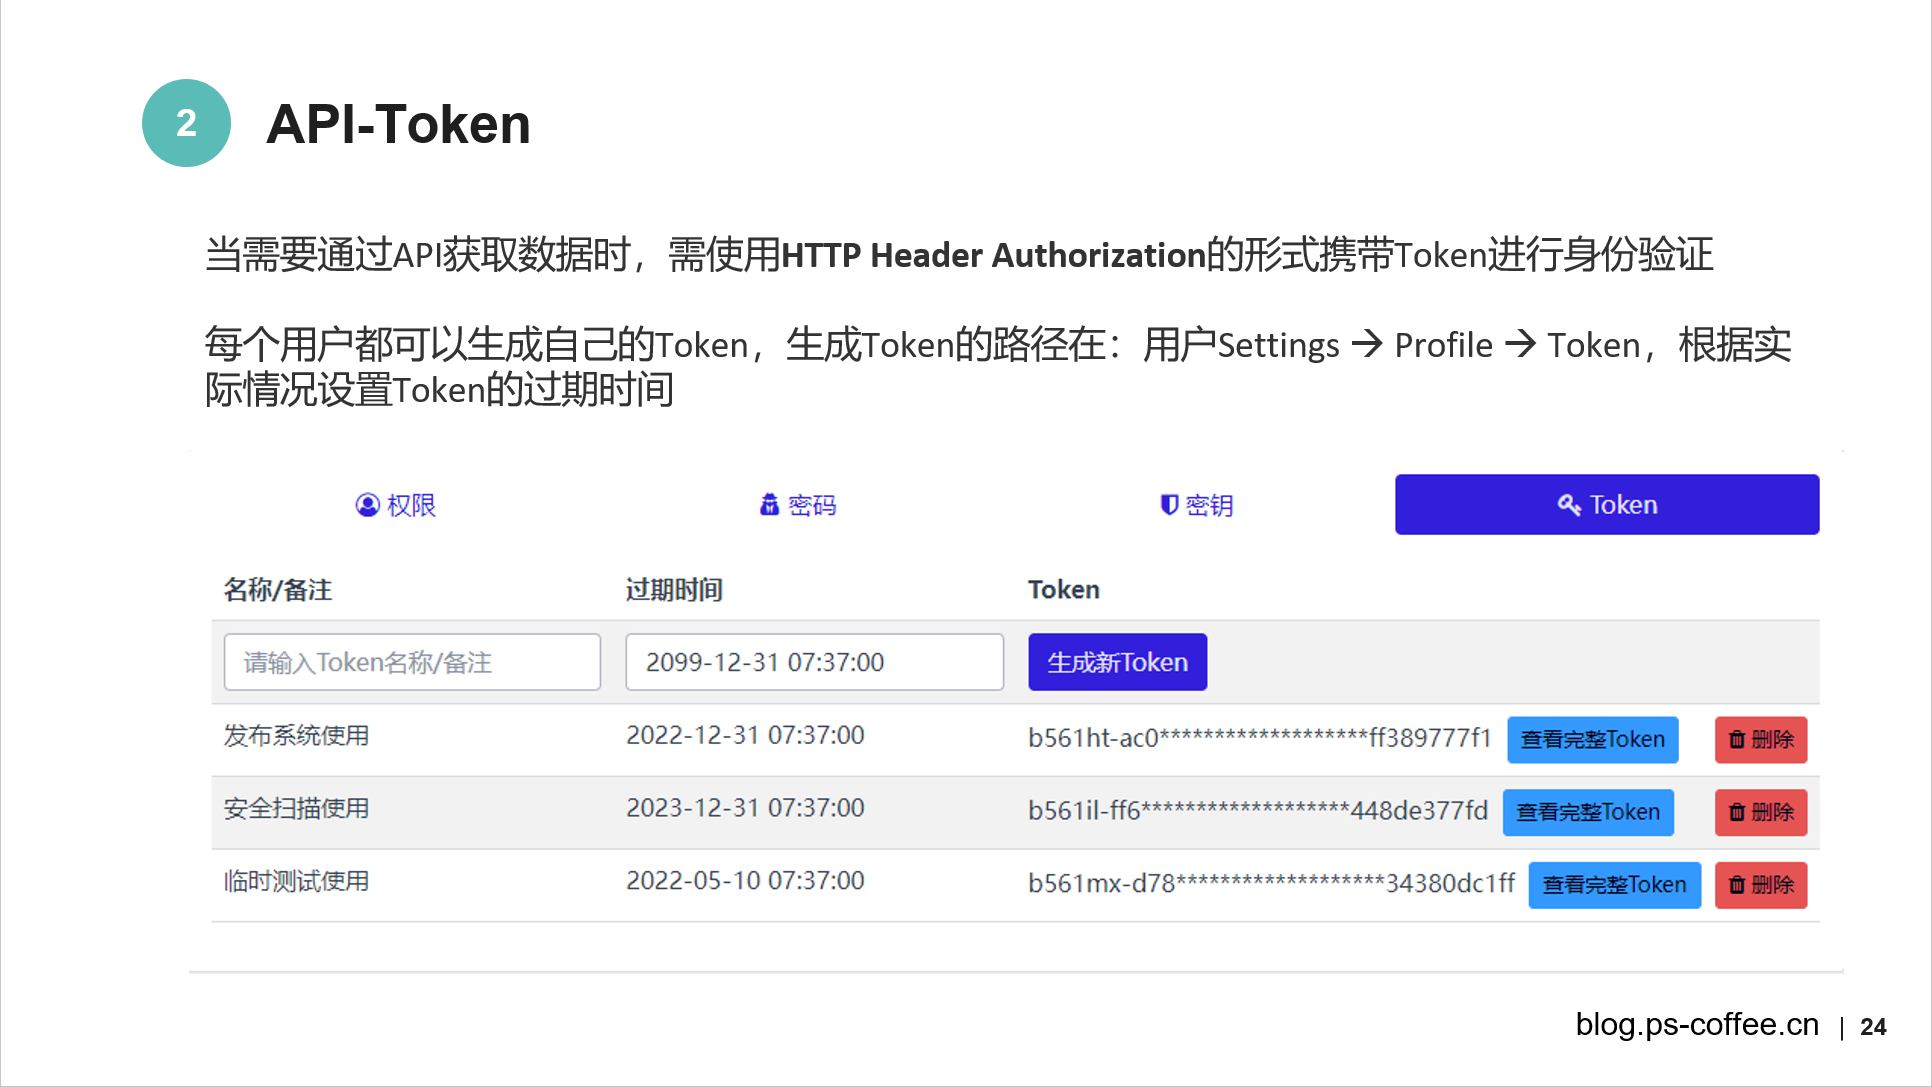 2 API-Token
当需要通过API获取数据时，需使用HTTP Header Authorization的形式携带Token进行身份验证
每个用户都可以生成自己的Token，生成Token的路径在：用户Settings → Profile → Token，根据实
际情况设置Token的过期时间
权限 密码 密钥 Token
名称/备注 过期时间 Token
请输入Token名称/备注 2099-12-31 07:37:00 生成新Token
发布系统使用 2022-12-31 07:37:00 b561ht-ac0*******************ff389777f1 查看完整Token 删除
安全扫描使用 2023-12-31 07:37:00 b561il-ff6*******************448de377fd 查看完整Token 删除
临时测试使用 2022-05-10 07:37:00 b561mx-d78*******************34380dc1ff 查看完整Token 删除
blog.ps-coffee.cn | 24